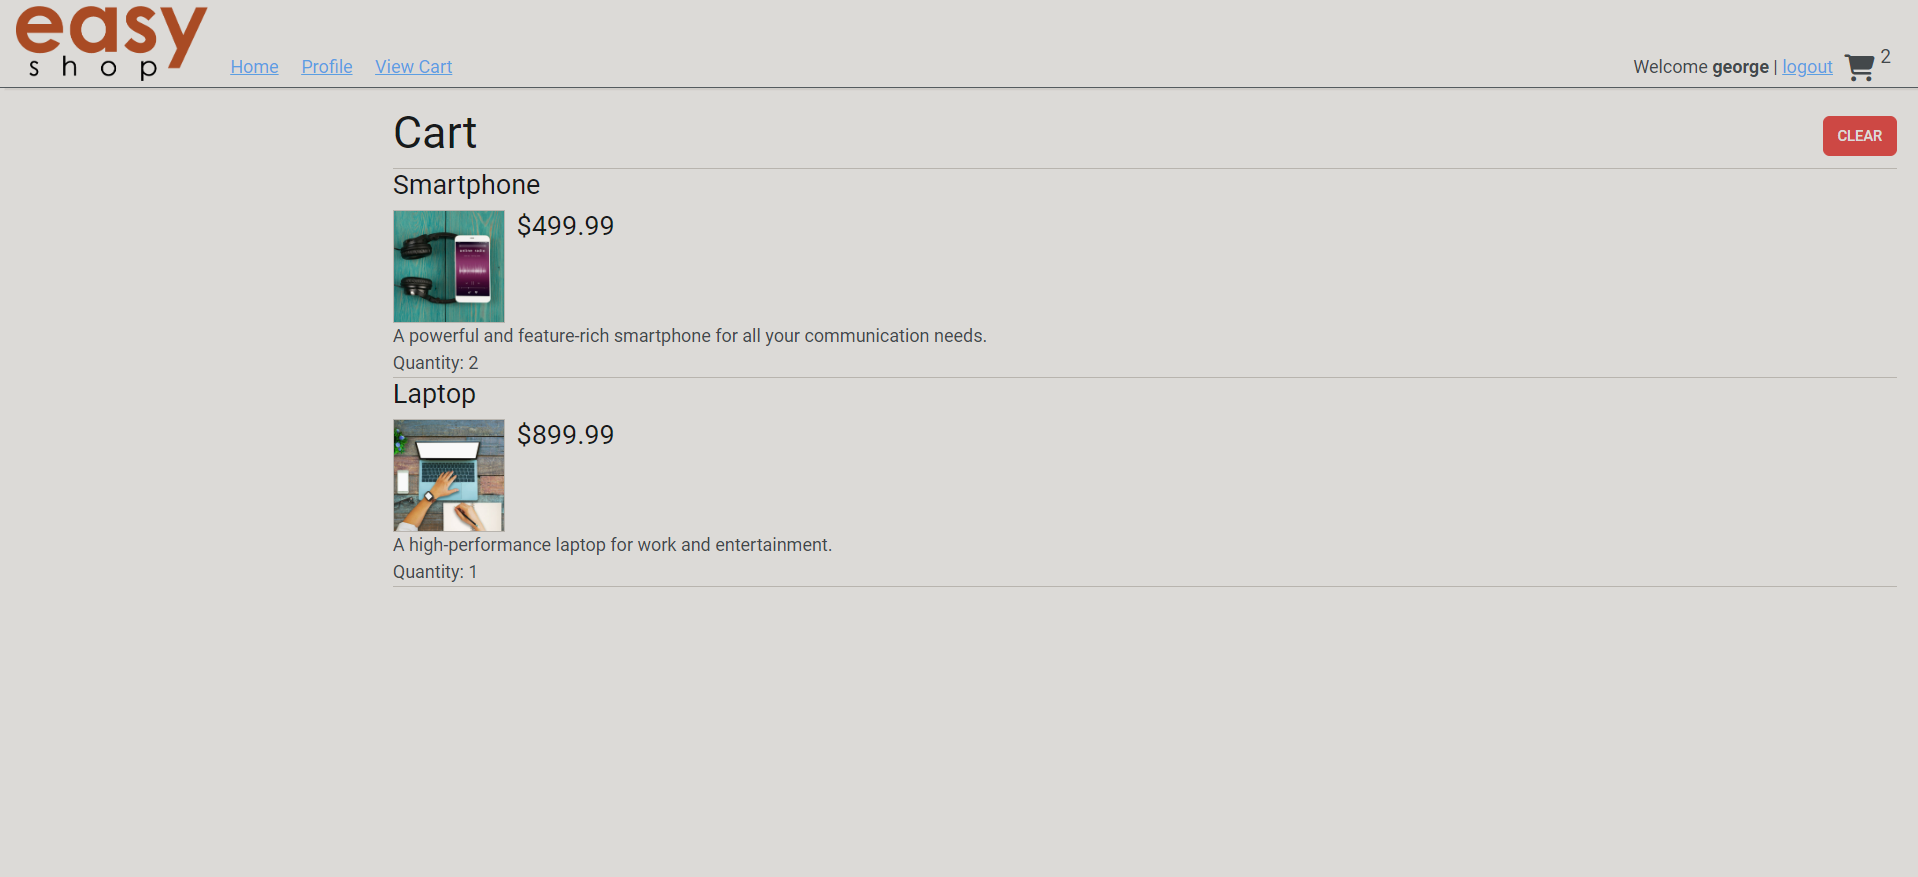 easy
shop
Home Profile View Cart
Welcome george | logout 2
Cart
CLEAR
Smartphone
$499.99
A powerful and feature-rich smartphone for all your communication needs.
Quantity: 2
Laptop
$899.99
A high-performance laptop for work and entertainment.
Quantity: 1